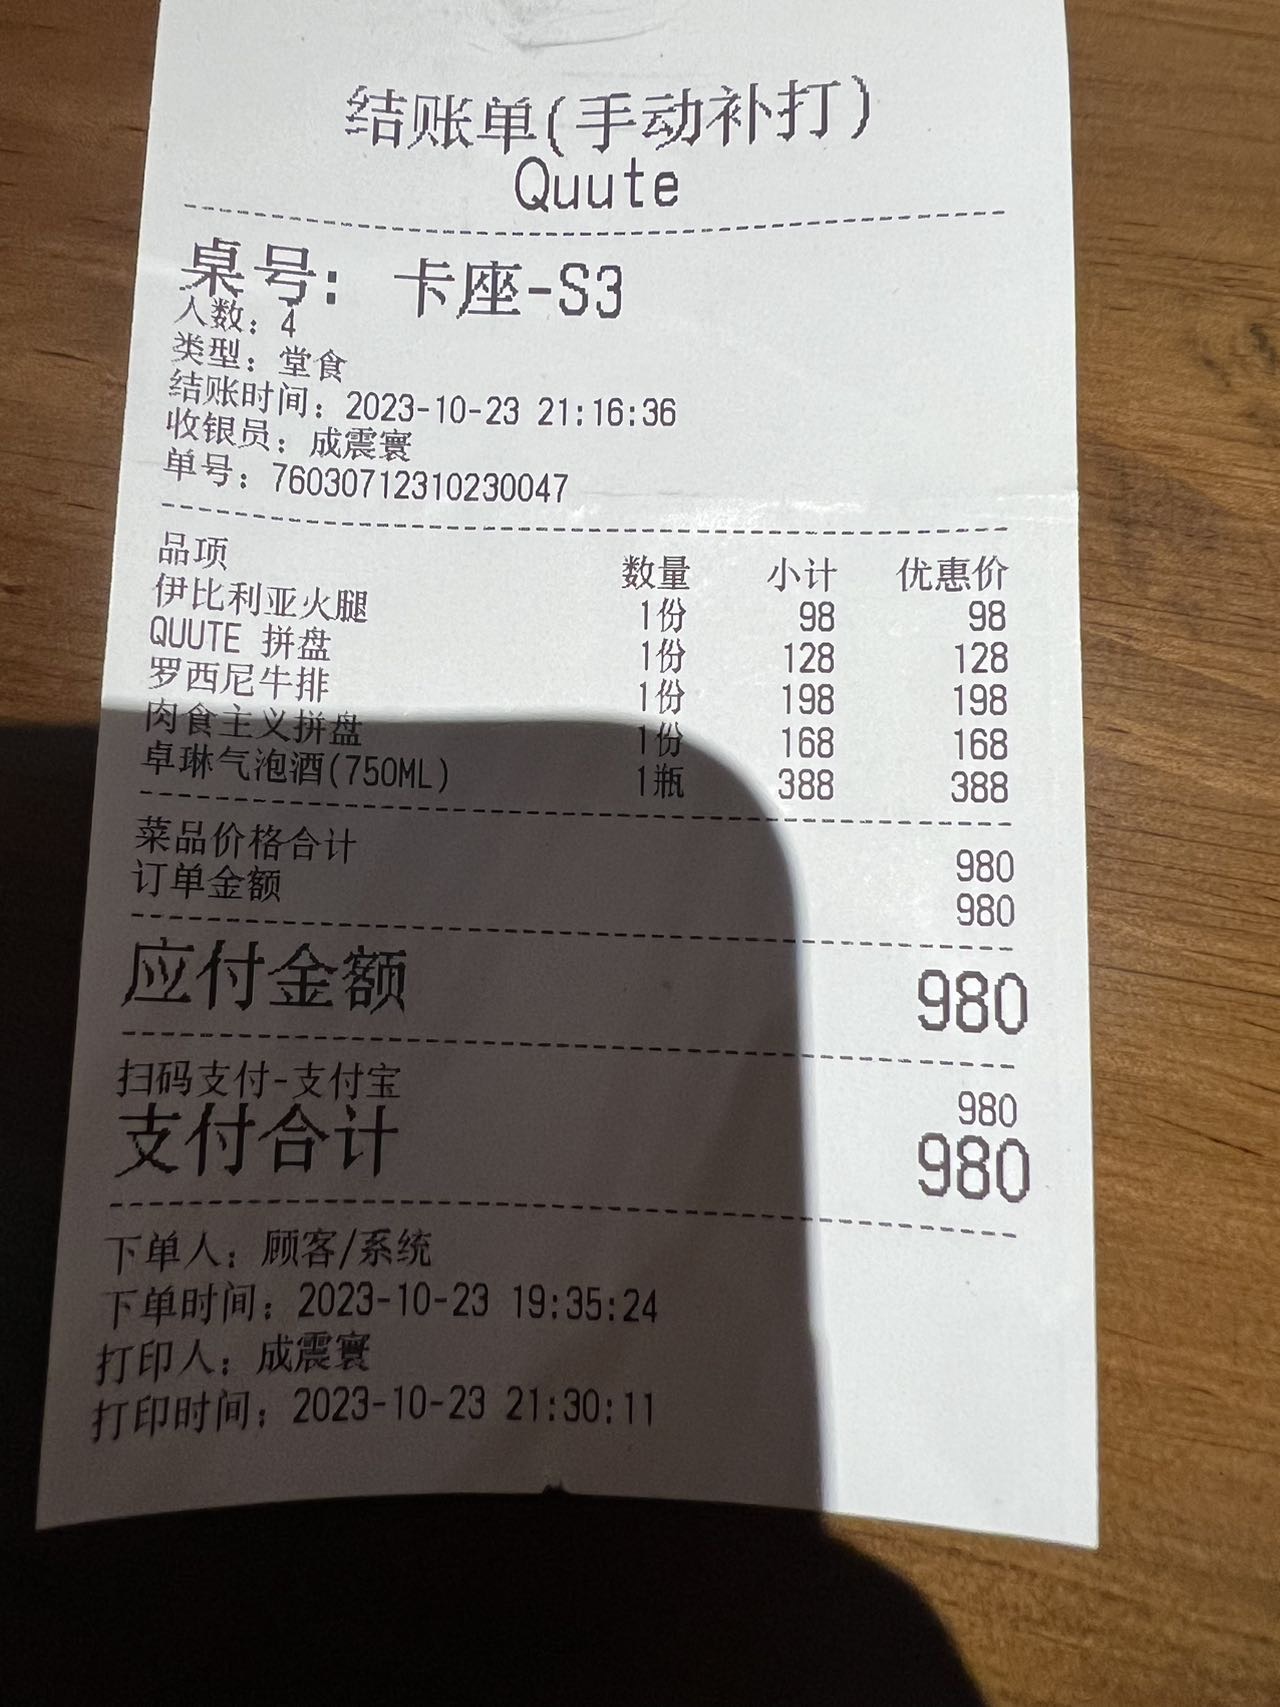 结账单(手动补打)
Quute
桌号: 卡座-S3
人数: 4
类型: 堂食
结账时间: 2023-10-23 21:16:36
收银员: 成震寰
单号: 76030712310230047
品项 数量 小计 优惠价
伊比利亚火腿 1份 98 98
QUUTE 拼盘 1份 128 128
罗西尼牛排 1份 198 198
肉食主义拼盘 1份 168 168
卓琳气泡酒(750ML) 1瓶 388 388
菜品价格合计 980
订单金额 980
应付金额 980
扫码支付-支付宝 980
支付合计 980
下单人: 顾客/系统
下单时间: 2023-10-23 19:35:24
打印人: 成震寰
打印时间: 2023-10-23 21:30:11